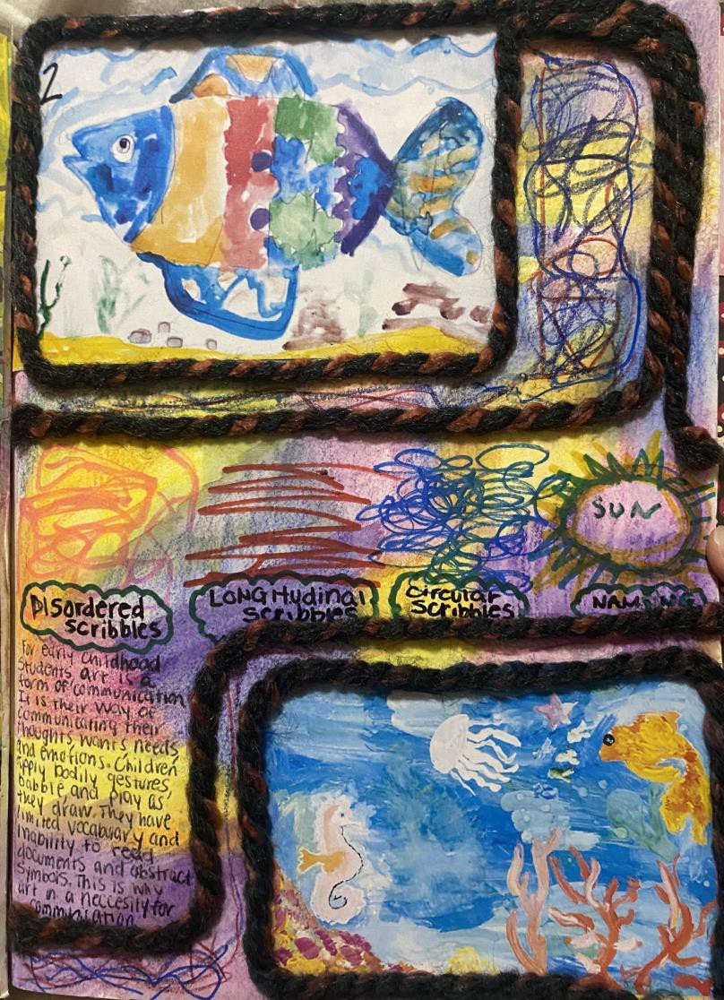 2
SUN
Disordered
scribbles
LONGitudinal
scribbles
Circular
Scribbles
NAMING
For early childhood
students art is a
form of communication
It is their way of
communicating their
thoughts, wants needs
and emotions. Children
apply bodily gestures,
babble, and play as
they draw. They have
limited vocabulary and
inability to read
documents and abstract
symbols. This is why
art in a neccesity for
communication